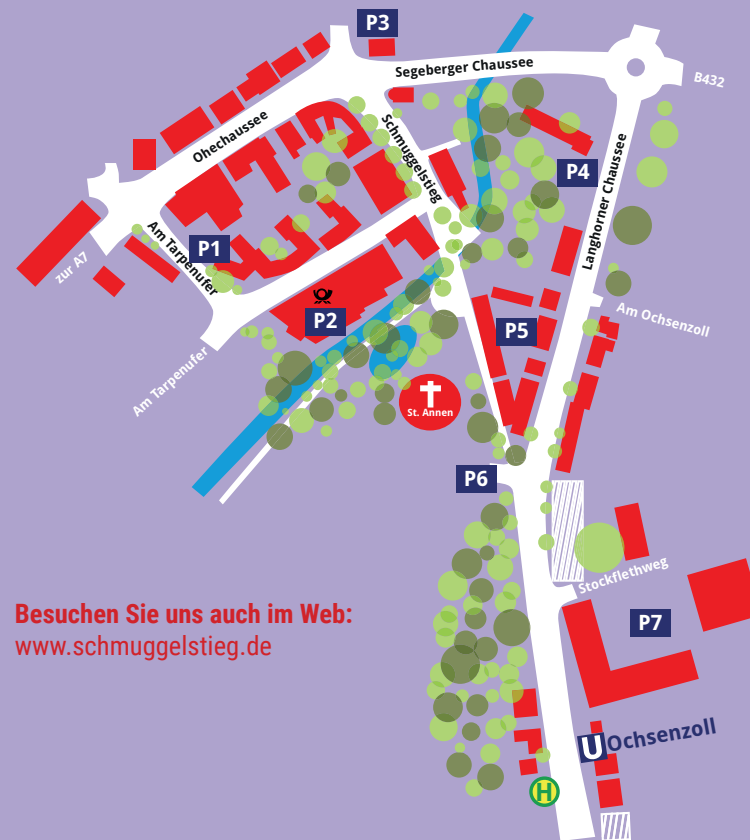 P3
Segeberger Chaussee
B432
Ohechaussee
Schmuggelstieg
P4
Langhorner Chaussee
Am Tarpenufer
P1
zur A7
P2
Am Ochsenzoll
P5
Am Tarpenufer
St. Annen
P6
Stockflethweg
P7
Besuchen Sie uns auch im Web:
www.schmuggelstieg.de
U Ochsenzoll
H